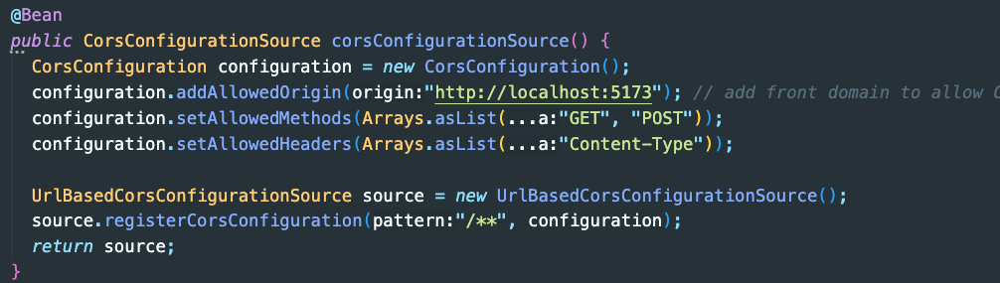 @Bean
public CorsConfigurationSource corsConfigurationSource() {
CorsConfiguration configuration = new CorsConfiguration();
configuration.addAllowedOrigin(origin:"http://localhost:5173"); // add front domain to allow
configuration.setAllowedMethods(Arrays.asList(...a:"GET", "POST"));
configuration.setAllowedHeaders(Arrays.asList(...a:"Content-Type"));
UrlBasedCorsConfigurationSource source = new UrlBasedCorsConfigurationSource();
source.registerCorsConfiguration(pattern:"/**", configuration);
return source;
}